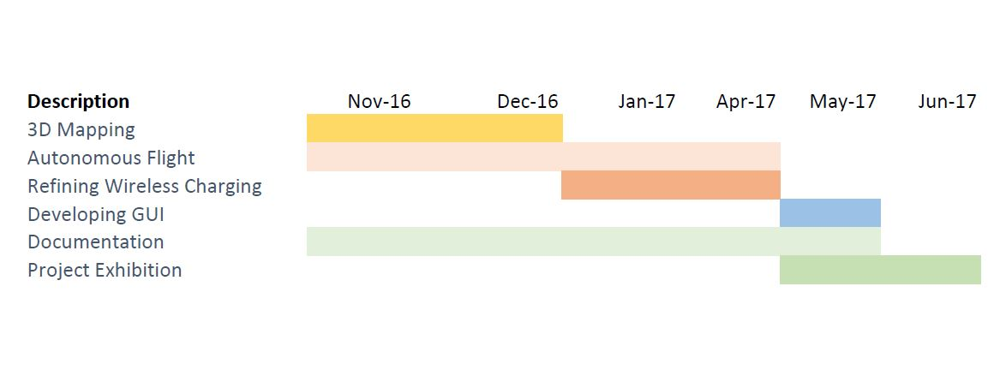 Description Nov-16 Dec-16 Jan-17 Apr-17 May-17 Jun-17
3D Mapping
Autonomous Flight
Refining Wireless Charging
Developing GUI
Documentation
Project Exhibition